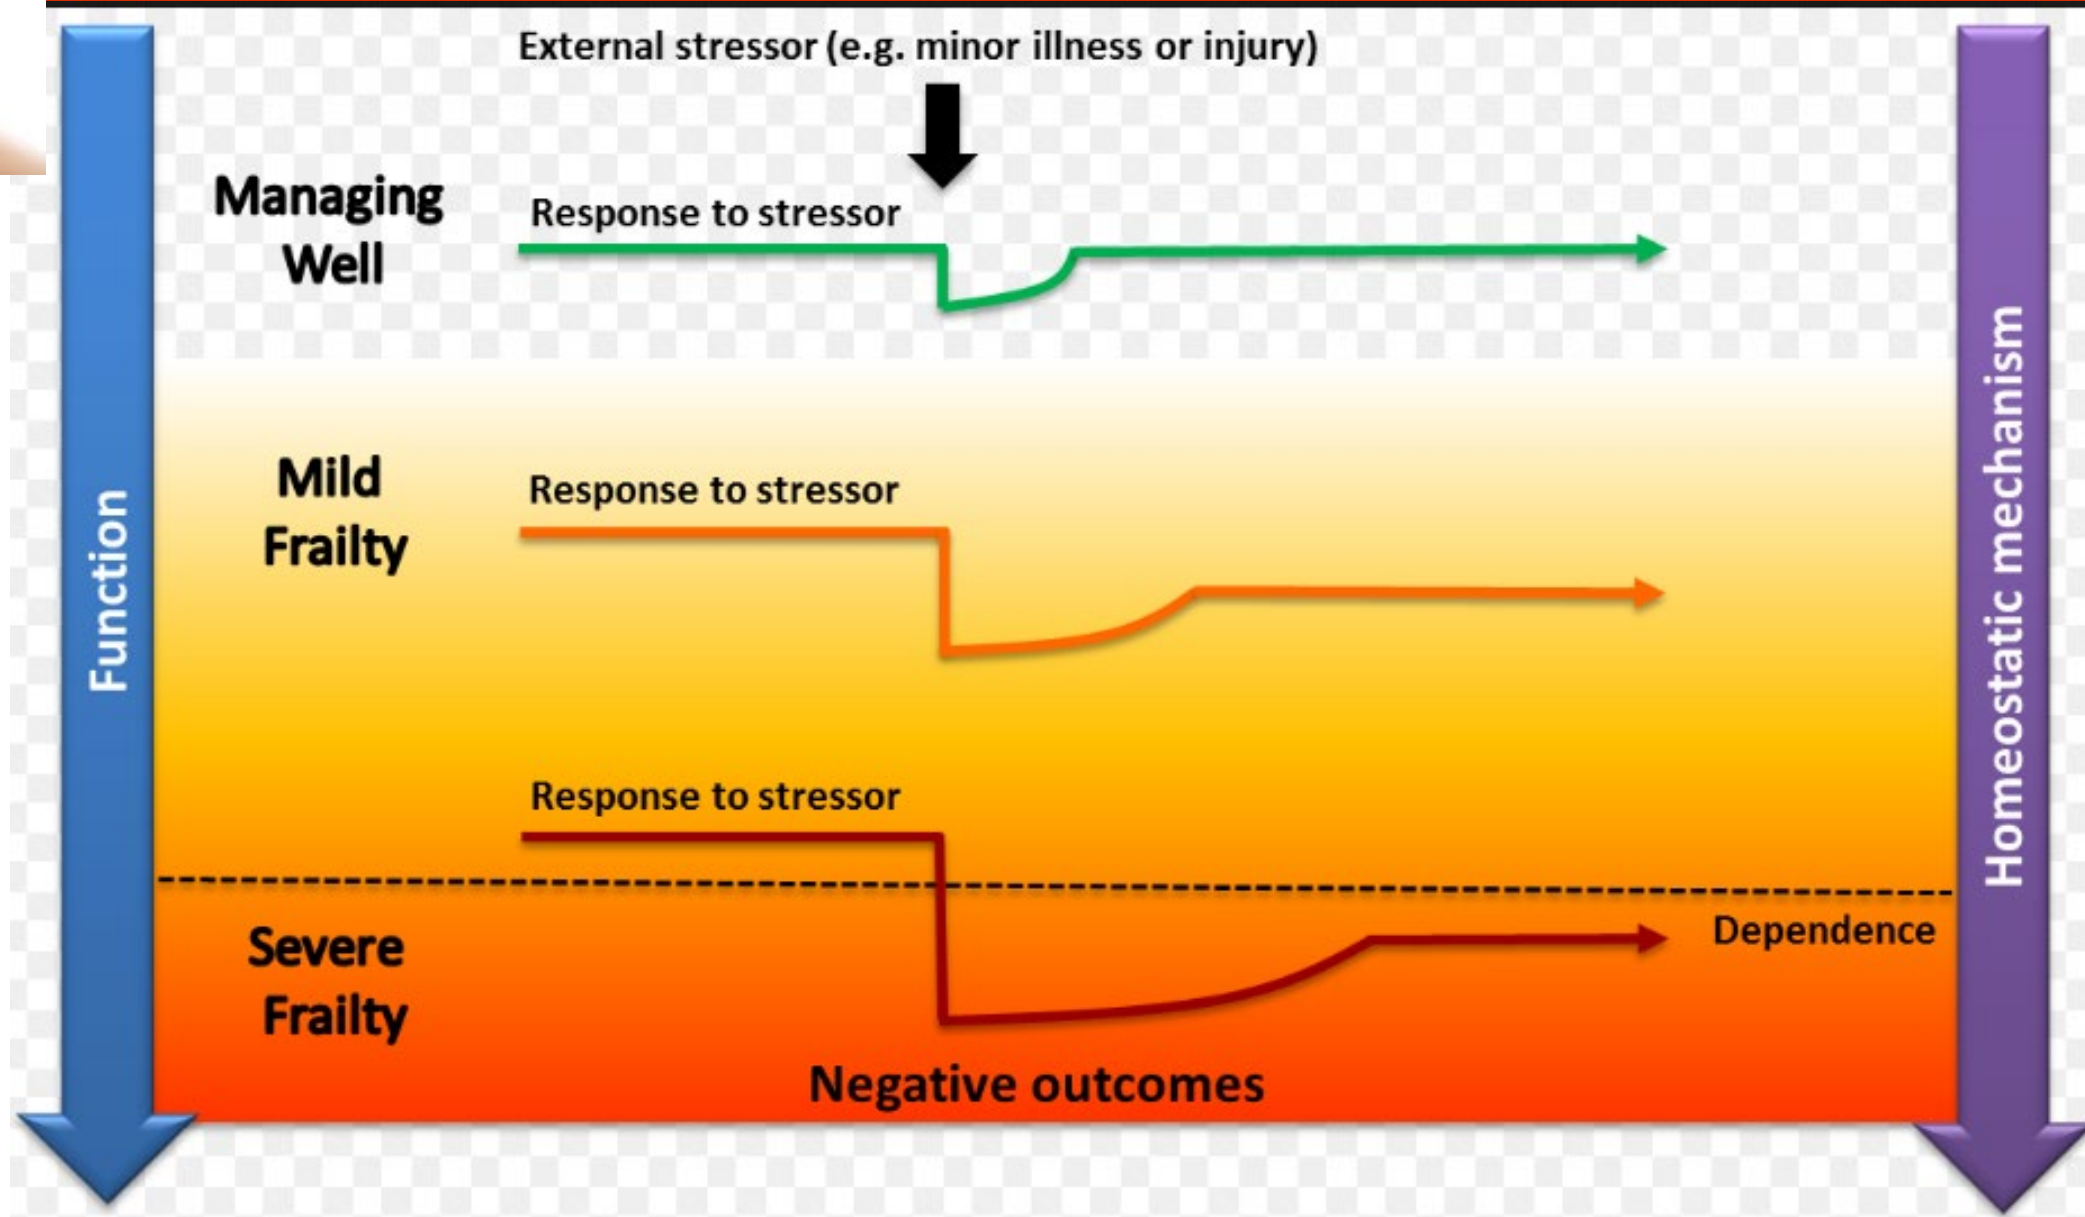 External stressor (e.g. minor illness or injury)
Managing
Well
Response to stressor
Mild
Frailty
Response to stressor
Function
Homeostatic mechanism
Response to stressor
Severe
Frailty
Dependence
Negative outcomes